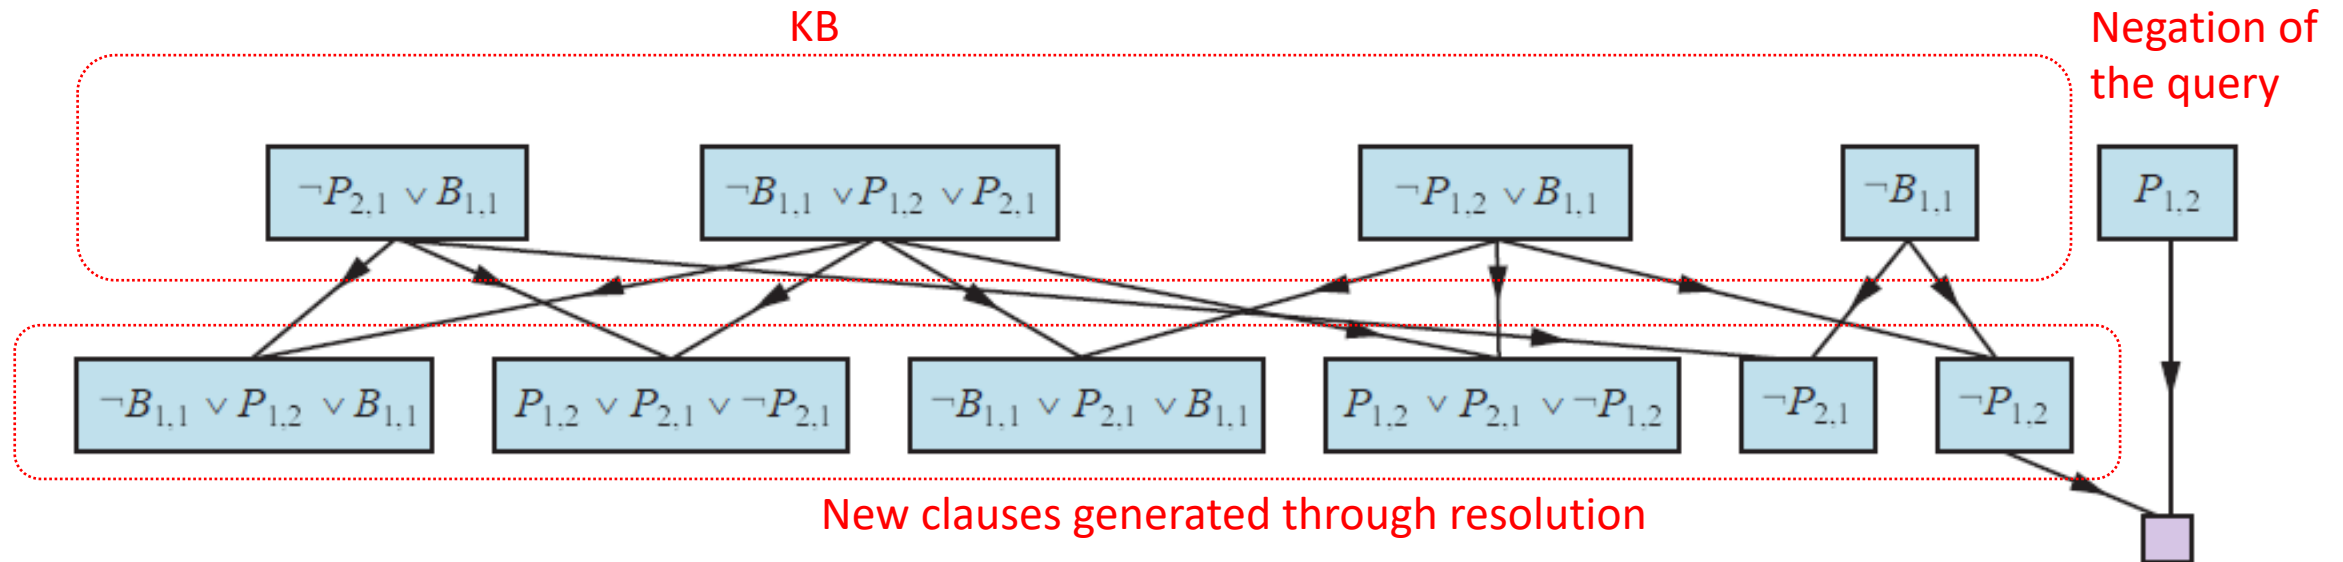 KB
Negation of
the query
¬P2,1 ∨ B1,1
¬B1,1 ∨ P1,2 ∨ P2,1
¬P1,2 ∨ B1,1
¬B1,1
P1,2
¬B1,1 ∨ P1,2 ∨ B1,1
P1,2 ∨ P2,1 ∨ ¬P2,1
¬B1,1 ∨ P2,1 ∨ B1,1
P1,2 ∨ P2,1 ∨ ¬P1,2
¬P2,1
¬P1,2
New clauses generated through resolution